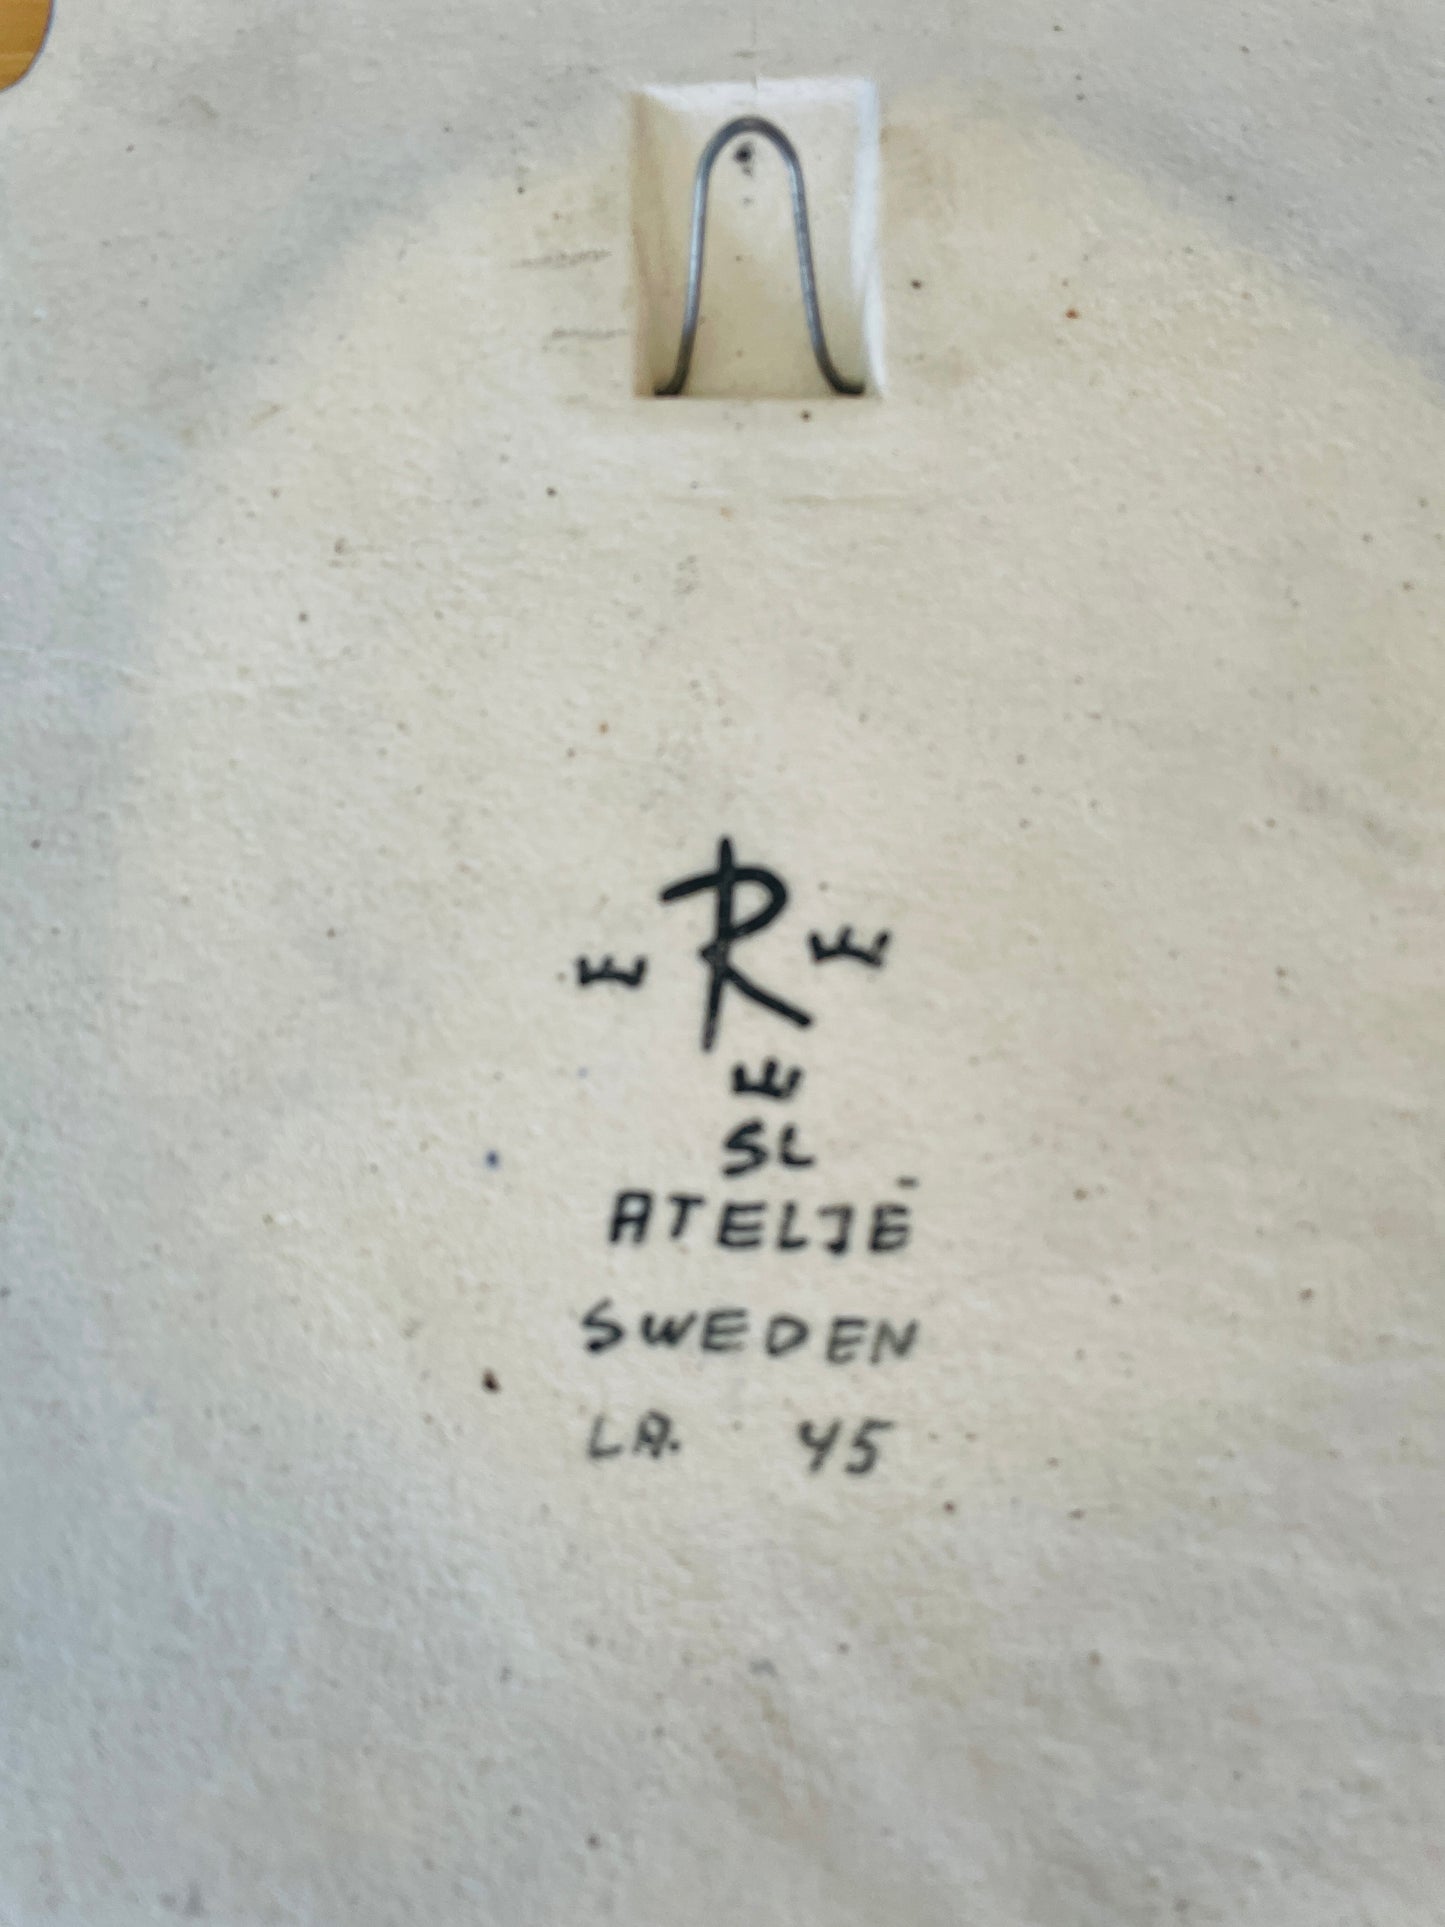 R
SL
ATELJÉ
SWEDEN
LA. 45